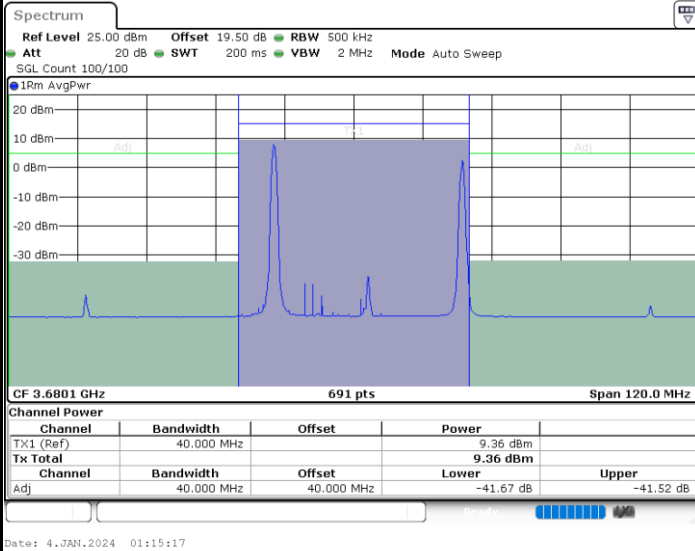 Spectrum
Ref Level 25.00 dBm Offset 19.50 dB RBW 500 kHz
Att 20 dB SWT 200 ms VBW 2 MHz Mode Auto Sweep
SGL Count 100/100
1Rm AvgPwr
20 dBm
TX1
10 dBm
Adj Adj
0 dBm
-10 dBm
-20 dBm
-30 dBm
CF 3.6801 GHz 691 pts Span 120.0 MHz
Channel Power
Channel Bandwidth Offset Power
TX1 (Ref) 40.000 MHz 9.36 dBm
Tx Total 9.36 dBm
Channel Bandwidth Offset Lower Upper
Adj 40.000 MHz 40.000 MHz -41.67 dB -41.52 dB
Ready
Date: 4.JAN.2024 01:15:17